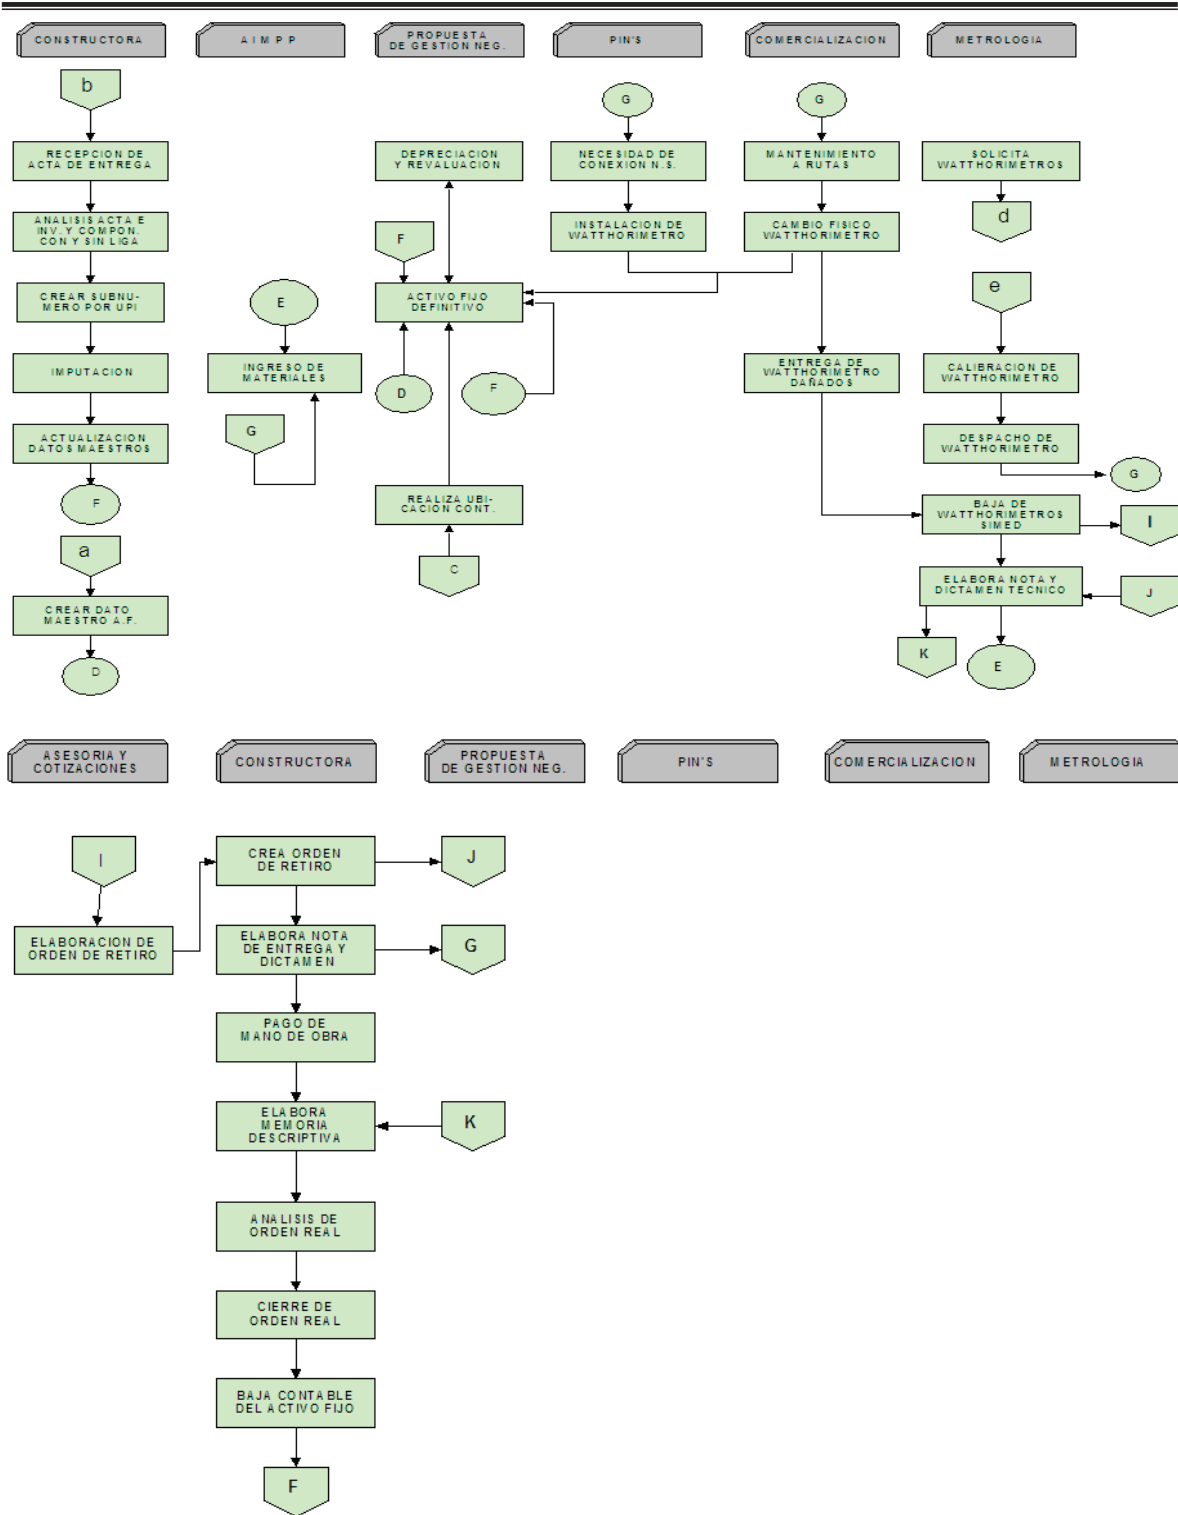 CONSTRUCTORA
A I M P P
PROPUESTA
DE GESTION NEG.
PIN'S
COMERCIALIZACION
METROLOGIA
b
RECEPCION DE
ACTA DE ENTREGA
ANALISIS ACTA E
INV. Y COMPON.
CON Y SIN LIGA
CREAR SUBNU-
MERO POR UPI
IMPUTACION
ACTUALIZACION
DATOS MAESTROS
F
a
CREAR DATO
MAESTRO A.F.
D
E
INGRESO DE
MATERIALES
G
DEPRECIACION
Y REVALUACION
F
ACTIVO FIJO
DEFINITIVO
D
F
REALIZA UBI-
CACION CONT.
C
G
NECESIDAD DE
CONEXION N.S.
INSTALACION DE
WATTHORIMETRO
G
MANTENIMIENTO
A RUTAS
CAMBIO FISICO
WATTHORIMETRO
ENTREGA DE
WATTHORIMETRO
DAÑADOS
SOLICITA
WATTHORIMETROS
d
e
CALIBRACION DE
WATTHORIMETRO
DESPACHO DE
WATTHORIMETRO
G
BAJA DE
WATTHORIMETROS
SIMED
I
ELABORA NOTA Y
DICTAMEN TECNICO
J
K
E
ASESORIA Y
COTIZACIONES
CONSTRUCTORA
PROPUESTA
DE GESTION NEG.
PIN'S
COMERCIALIZACION
METROLOGIA
I
ELABORACION DE
ORDEN DE RETIRO
CREA ORDEN
DE RETIRO
J
ELABORA NOTA
DE ENTREGA Y
DICTAMEN
G
PAGO DE
MANO DE OBRA
ELABORA
MEMORIA
DESCRIPTIVA
K
ANALISIS DE
ORDEN REAL
CIERRE DE
ORDEN REAL
BAJA CONTABLE
DEL ACTIVO FIJO
F